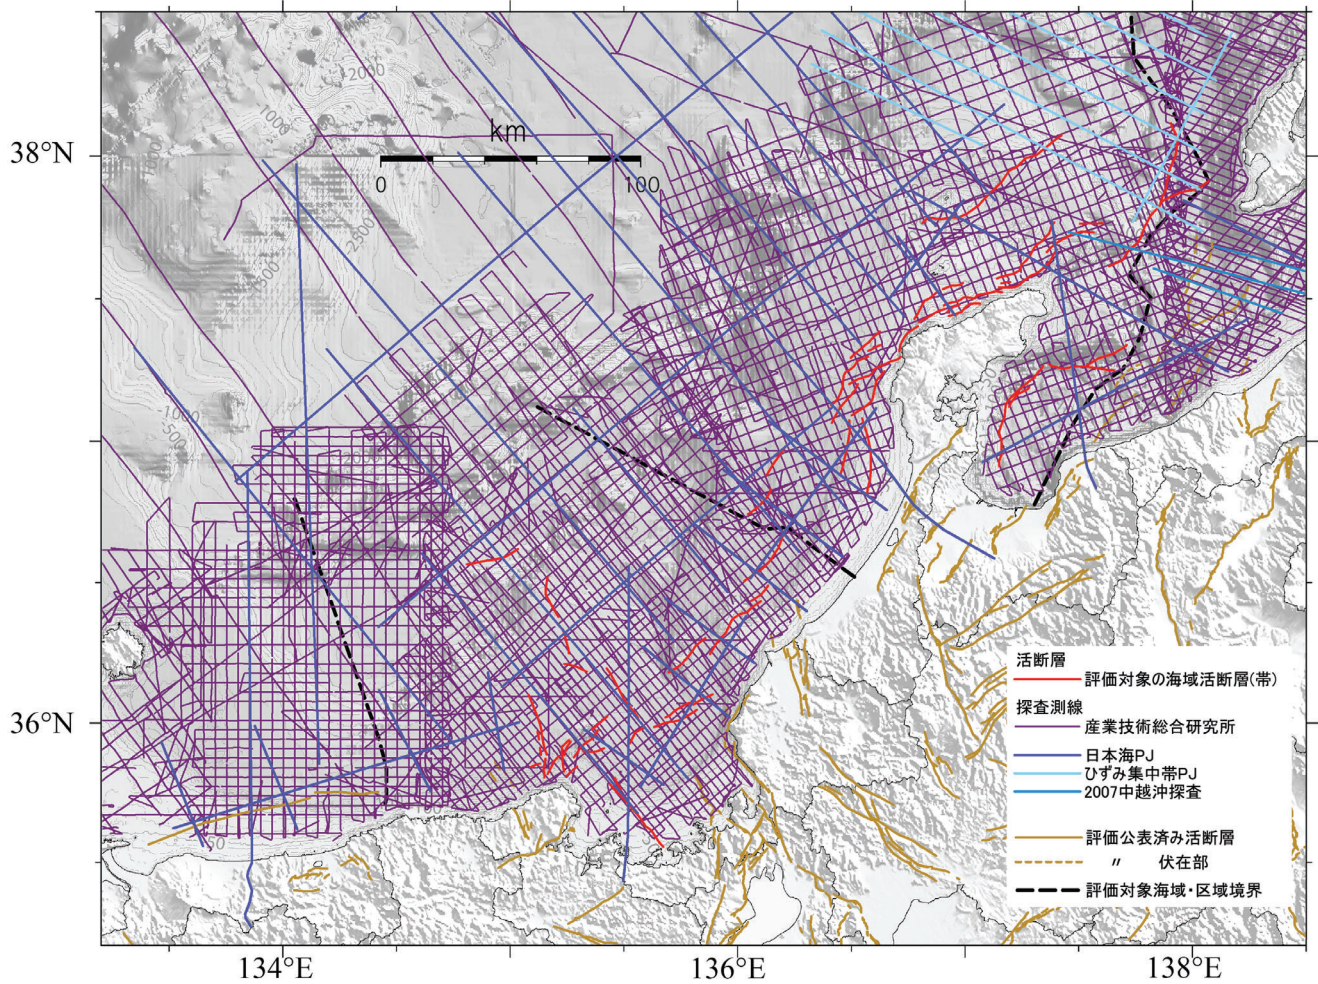 km
0 100
38°N
36°N
134°E
136°E
138°E
-2000
1000
-2500
-1500
-1000
-500
50
活断層
評価対象の海域活断層(帯)
探査測線
産業技術総合研究所
日本海PJ
ひずみ集中帯PJ
2007中越沖探査
評価公表済み活断層
〃 伏在部
評価対象海域・区域境界